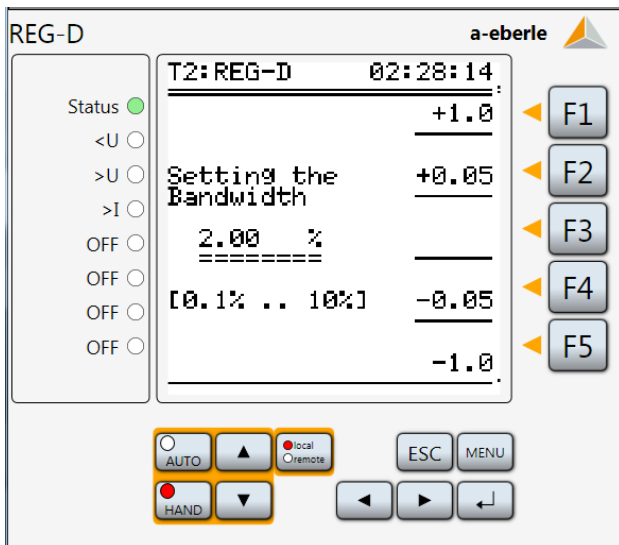 REG-D
a-eberle
Status
<U
>U
>I
OFF
OFF
OFF
OFF
T2:REG-D 02:28:14
+1.0
Setting the +0.05
Bandwidth
2.00 %
========
[0.1% .. 10%] -0.05
-1.0
F1
F2
F3
F4
F5
AUTO
local
remote
ESC
MENU
HAND